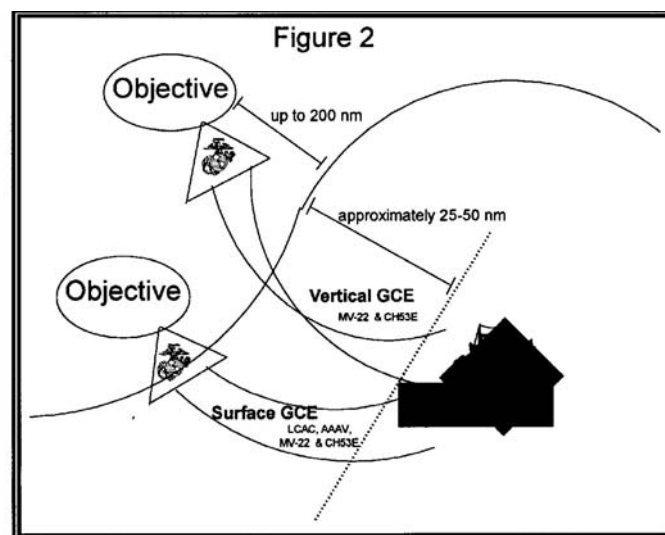 Figure 2
Objective
up to 200 nm
approximately 25-50 nm
Vertical GCE
MV-22 & CH53E
Objective
Surface GCE
LCAC, AAAV,
MV-22 & CH53E